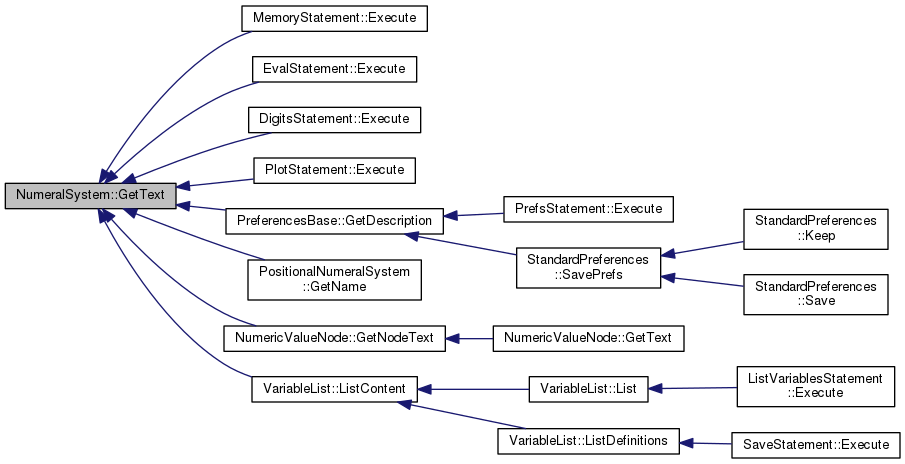 MemoryStatement::Execute
EvalStatement::Execute
DigitsStatement::Execute
PlotStatement::Execute
NumeralSystem::GetText
PreferencesBase::GetDescription
PrefsStatement::Execute
StandardPreferences
::Keep
StandardPreferences
::SavePrefs
PositionalNumeralSystem
::GetName
StandardPreferences
::Save
NumericValueNode::GetNodeText
NumericValueNode::GetText
VariableList::ListContent
VariableList::List
ListVariablesStatement
::Execute
VariableList::ListDefinitions
SaveStatement::Execute